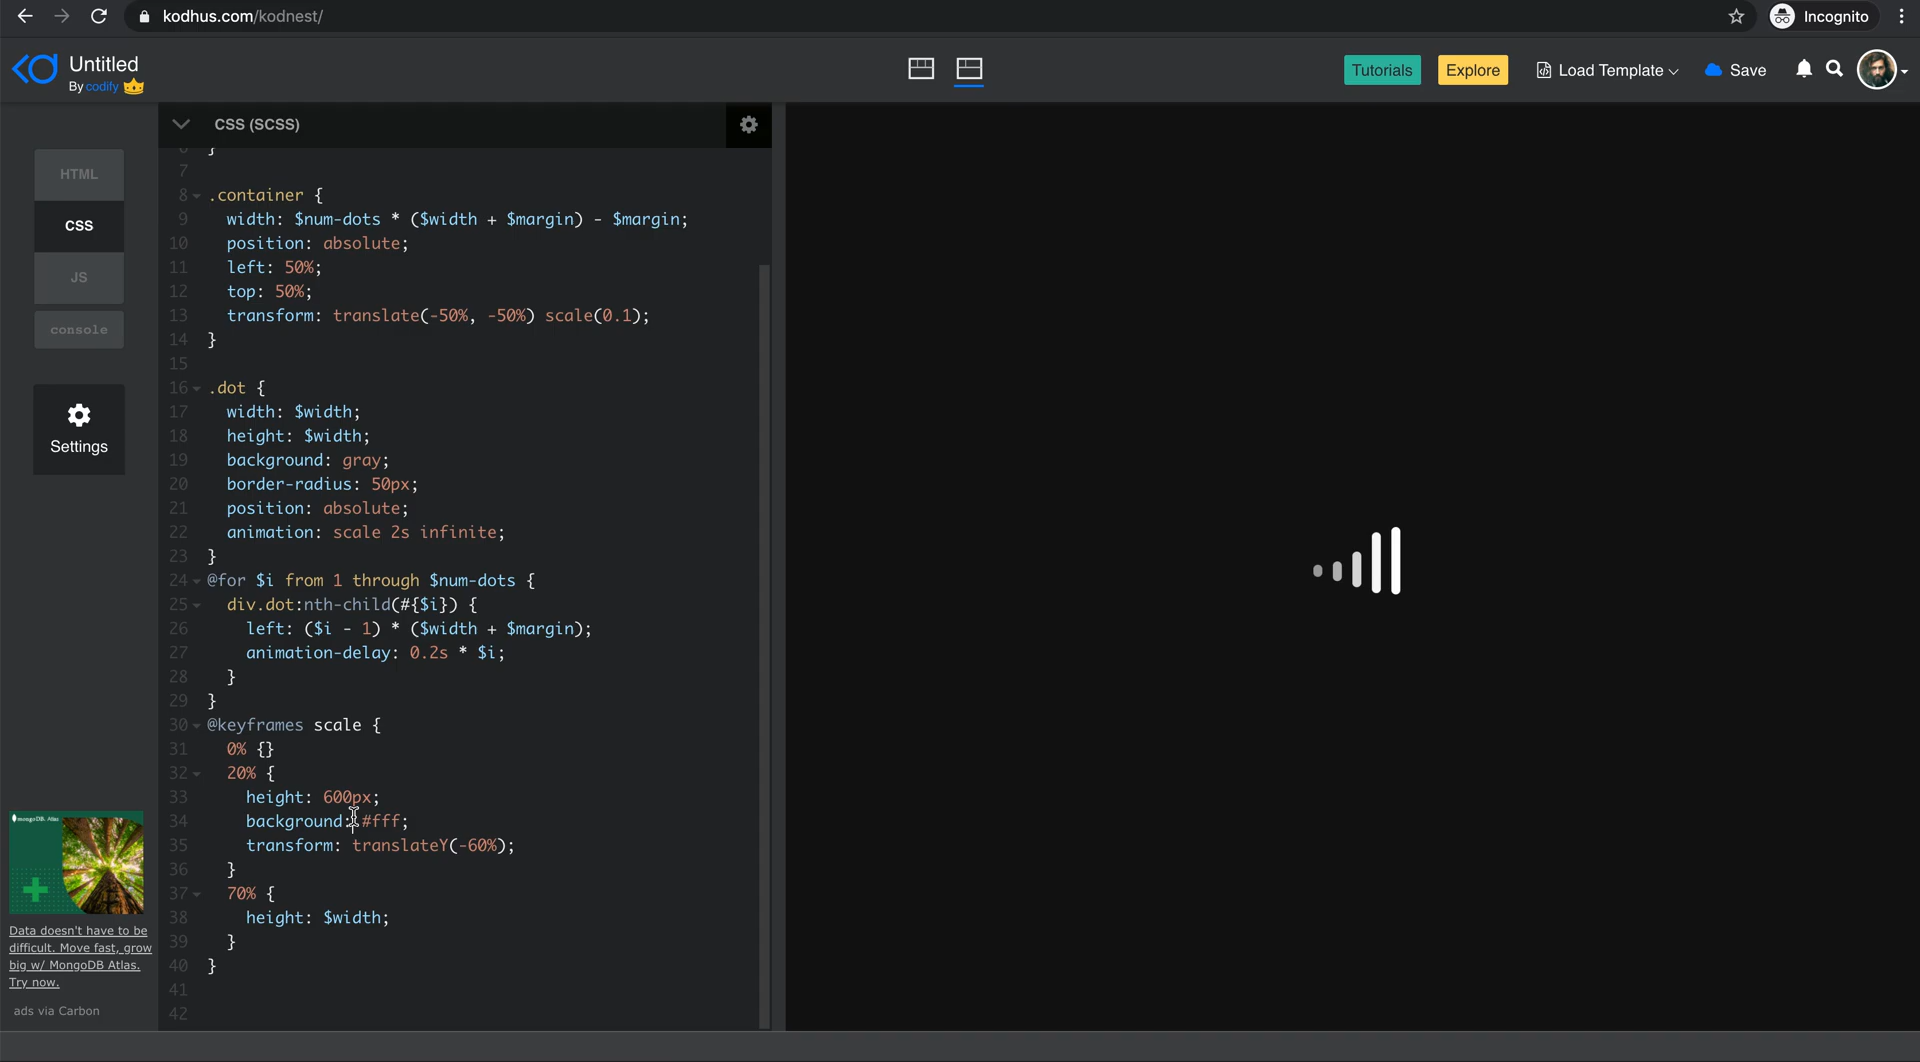 kodhus.com/kodnest/
Incognito
Untitled
By codify
Tutorials
Explore
Load Template
Save
HTML
CSS
JS
console
Settings
CSS (SCSS)
6 }
7
8 .container {
9 width: $num-dots * ($width + $margin) - $margin;
10 position: absolute;
11 left: 50%;
12 top: 50%;
13 transform: translate(-50%, -50%) scale(0.1);
14 }
15
16 .dot {
17 width: $width;
18 height: $width;
19 background: gray;
20 border-radius: 50px;
21 position: absolute;
22 animation: scale 2s infinite;
23 }
24 @for $i from 1 through $num-dots {
25 div.dot:nth-child(#{$i}) {
26 left: ($i - 1) * ($width + $margin);
27 animation-delay: 0.2s * $i;
28 }
29 }
30 @keyframes scale {
31 0% {}
32 20% {
33 height: 600px;
34 background: #fff;
35 transform: translateY(-60%);
36 }
37 70% {
38 height: $width;
39 }
40 }
41
42
mongoDB. Atlas
Data doesn't have to be
difficult. Move fast, grow
big w/ MongoDB Atlas.
Try now.
ads via Carbon